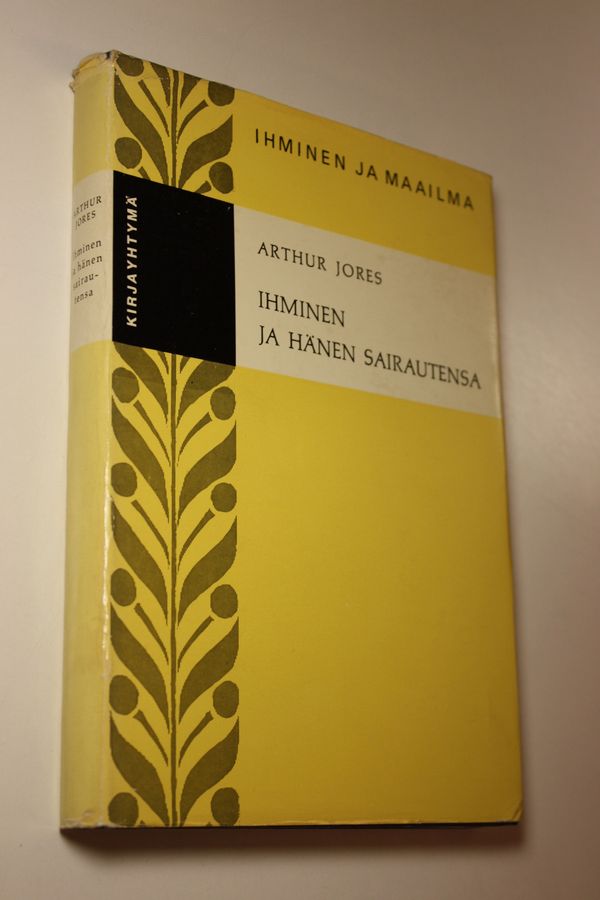 IHMINEN JA MAAILMA
ARTHUR JORES
IHMINEN
JA HÄNEN SAIRAUTENSA
KIRJAYHTYMÄ
ARTHUR
JORES
Ihminen
ja hänen
sairau-
tensa